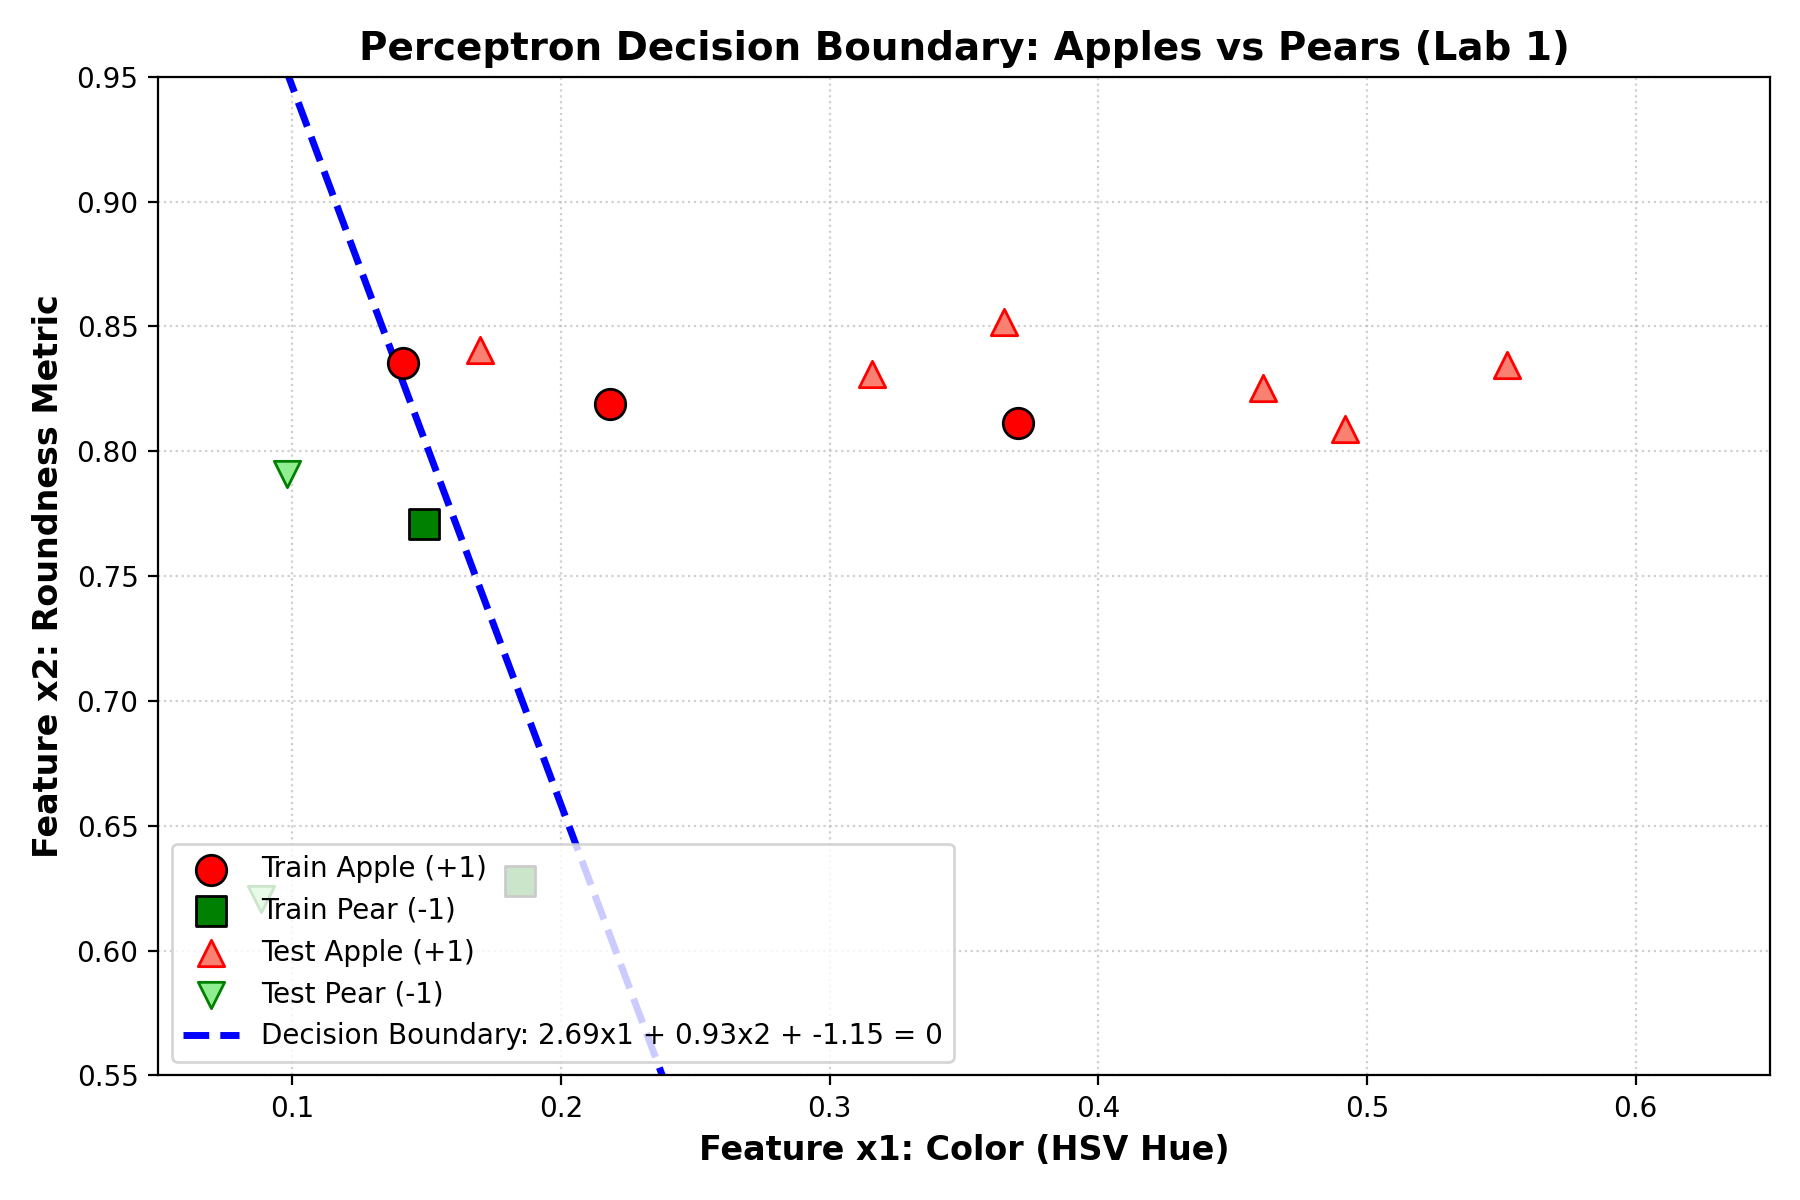 Perceptron Decision Boundary: Apples vs Pears (Lab 1)
Feature x2: Roundness Metric
0.95
0.90
0.85
0.80
0.75
0.70
0.65
0.60
0.55
Train Apple (+1)
Train Pear (-1)
Test Apple (+1)
Test Pear (-1)
Decision Boundary: 2.69x1 + 0.93x2 + -1.15 = 0
0.1
0.2
0.3
0.4
0.5
0.6
Feature x1: Color (HSV Hue)